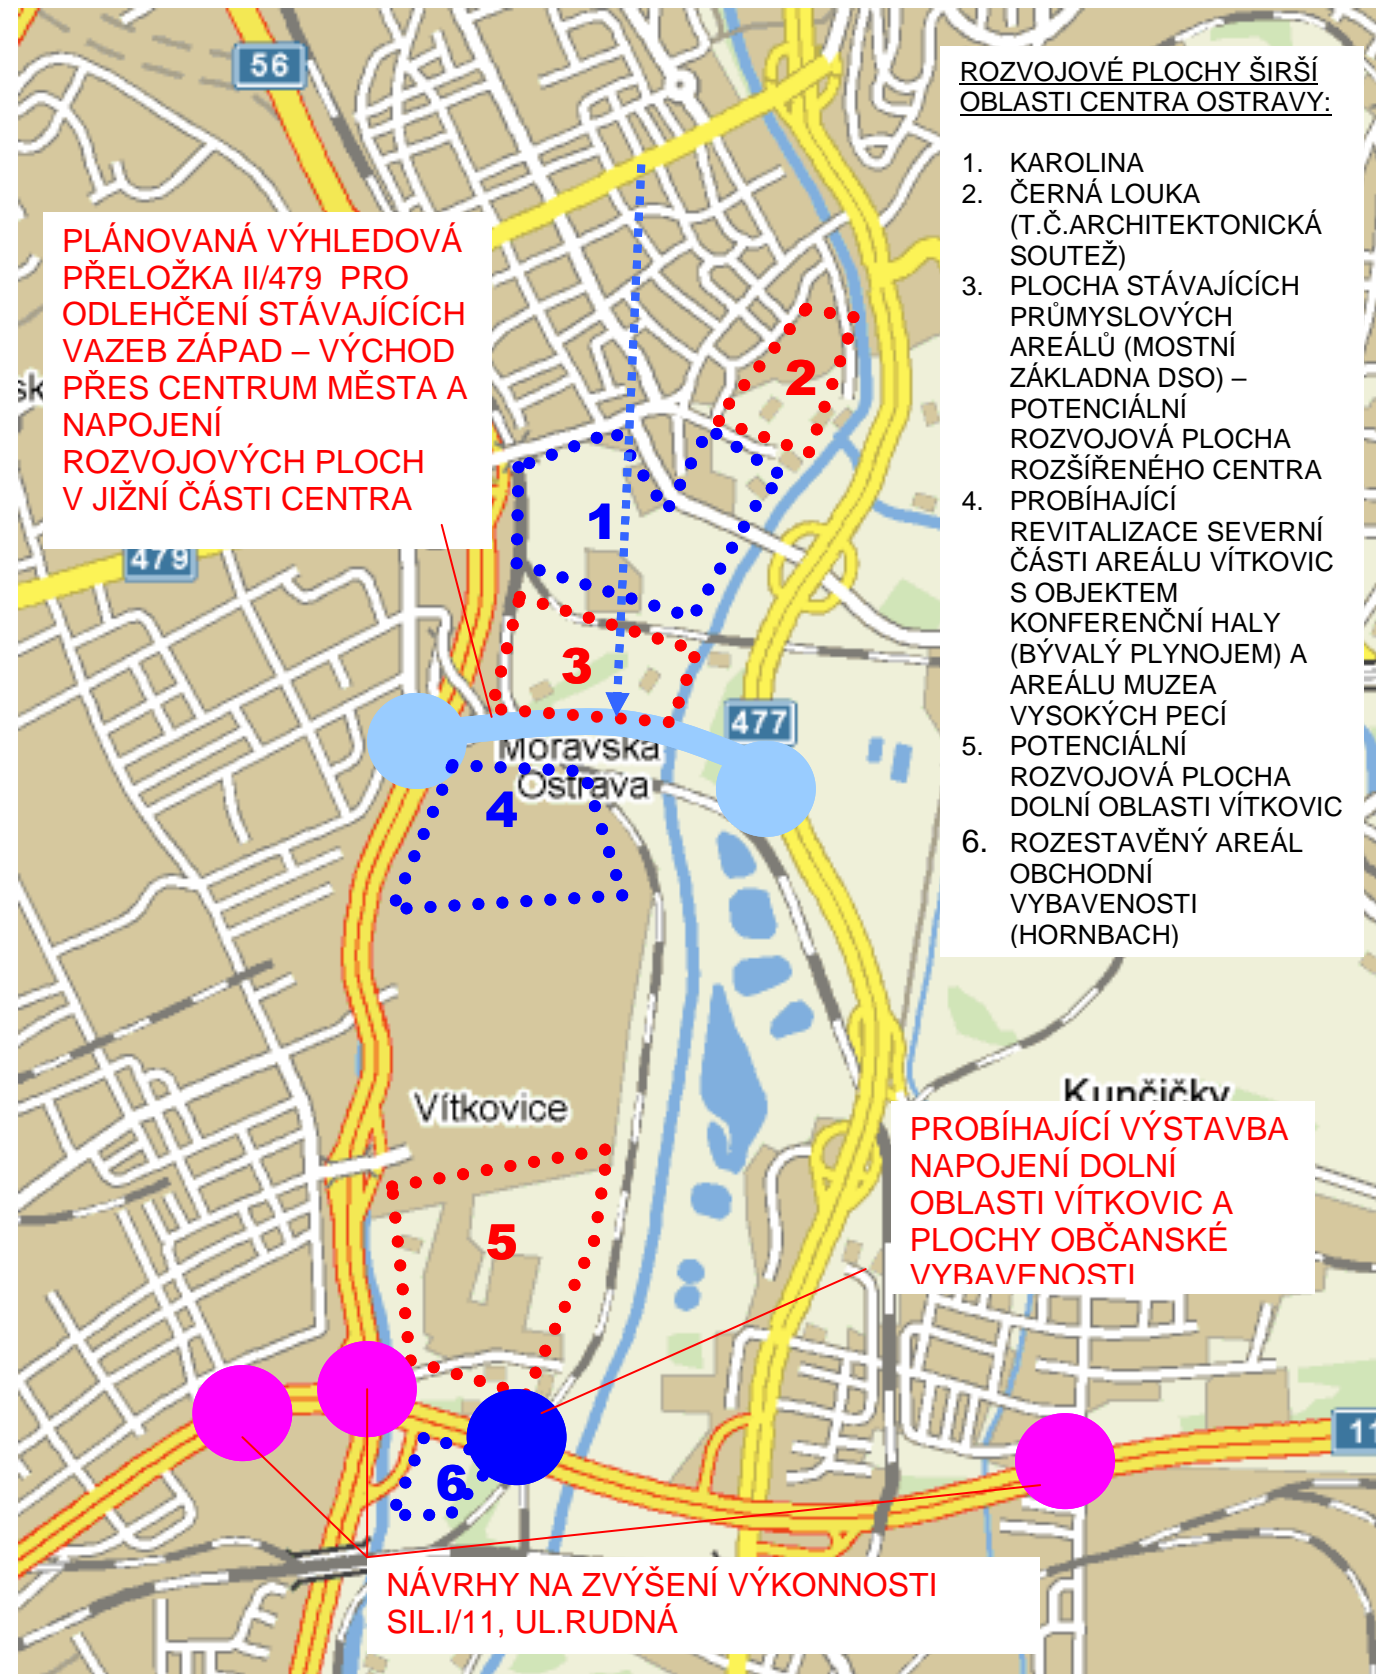 56
ROZVOJOVÉ PLOCHY ŠIRŠÍ
OBLASTI CENTRA OSTRAVY:
1. KAROLINA
2. ČERNÁ LOUKA
(T.Č.ARCHITEKTONICKÁ
SOUTEŽ)
3. PLOCHA STÁVAJÍCÍCH
PRŮMYSLOVÝCH
AREÁLŮ (MOSTNÍ
ZÁKLADNA DSO) –
POTENCIÁLNÍ
ROZVOJOVÁ PLOCHA
ROZŠÍŘENÉHO CENTRA
4. PROBÍHAJÍCÍ
REVITALIZACE SEVERNÍ
ČÁSTI AREÁLU VÍTKOVIC
S OBJEKTEM
KONFERENČNÍ HALY
(BÝVALÝ PLYNOJEM) A
AREÁLU MUZEA
VYSOKÝCH PECÍ
5. POTENCIÁLNÍ
ROZVOJOVÁ PLOCHA
DOLNÍ OBLASTI VÍTKOVIC
6. ROZESTAVĚNÝ AREÁL
OBCHODNÍ
VYBAVENOSTI
(HORNBACH)
PLÁNOVANÁ VÝHLEDOVÁ
PŘELOŽKA II/479 PRO
ODLEHČENÍ STÁVAJÍCÍCH
VAZEB ZÁPAD – VÝCHOD
PŘES CENTRUM MĚSTA A
NAPOJENÍ
ROZVOJOVÝCH PLOCH
V JIŽNÍ ČÁSTI CENTRA
sk
2
1
479
3
477
Moravská
Ostrava
4
Vítkovice
Kunčičky
PROBÍHAJÍCÍ VÝSTAVBA
NAPOJENÍ DOLNÍ
OBLASTI VÍTKOVIC A
PLOCHY OBČANSKÉ
VYBAVENOSTI
5
11
6
NÁVRHY NA ZVÝŠENÍ VÝKONNOSTI
SIL.I/11, UL.RUDNÁ